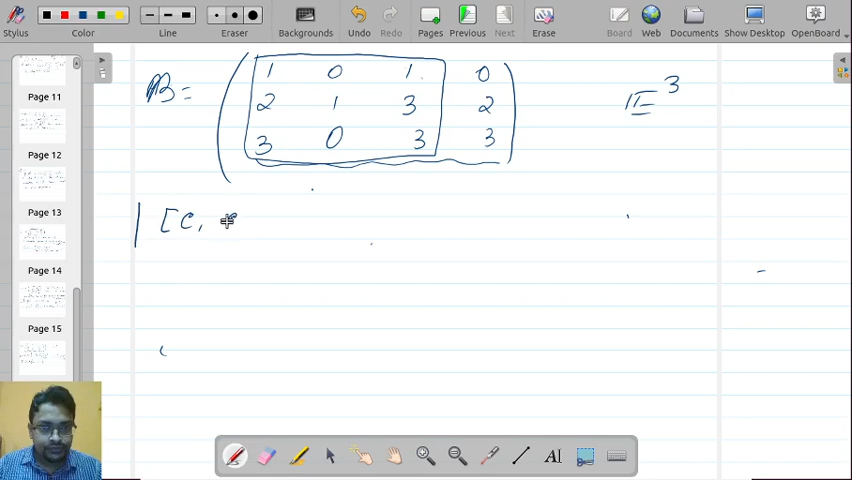 Stylus Color Line Eraser Backgrounds Undo Redo Pages Previous Next Erase Board Web Documents Show Desktop OpenBoard
Page 11
Page 12
Page 13
Page 14
Page 15
1 0 1 0
B = 2 1 3 2 E³
3 0 3 3
| [C,